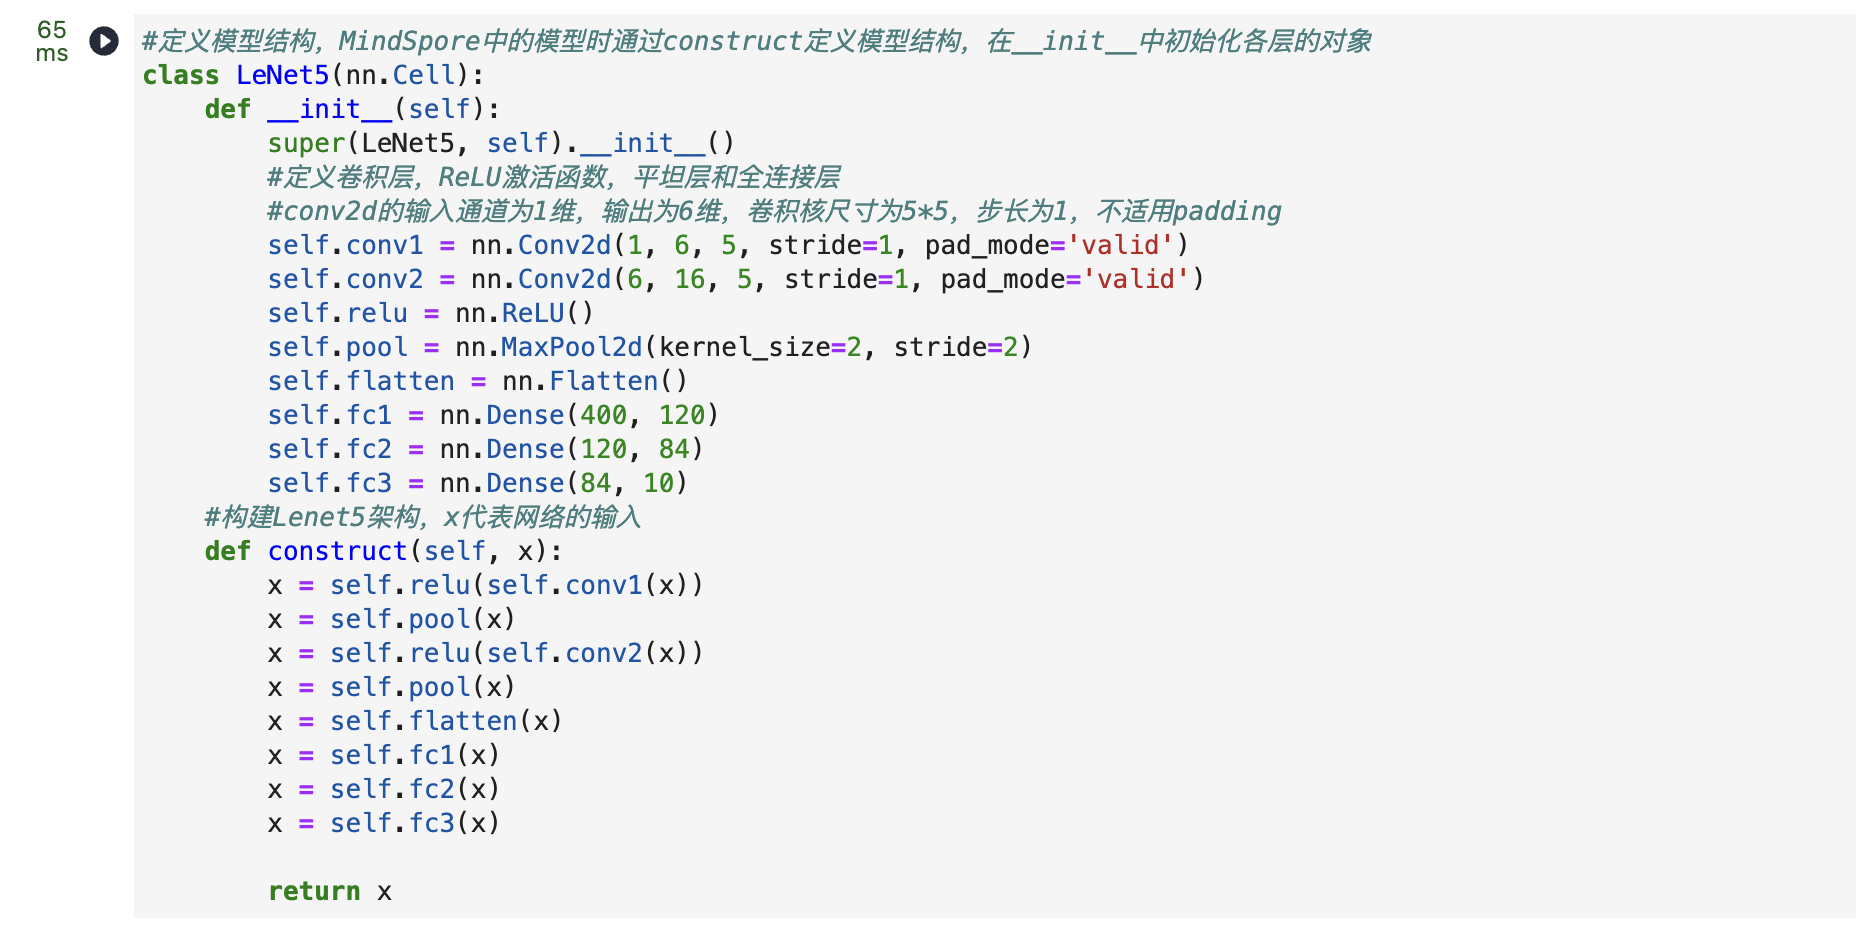 65
ms
#定义模型结构，MindSpore中的模型时通过construct定义模型结构，在__init__中初始化各层的对象
class LeNet5(nn.Cell):
    def __init__(self):
        super(LeNet5, self).__init__()
        #定义卷积层，ReLU激活函数，平坦层和全连接层
        #conv2d的输入通道为1维，输出为6维，卷积核尺寸为5*5，步长为1，不适用padding
        self.conv1 = nn.Conv2d(1, 6, 5, stride=1, pad_mode='valid')
        self.conv2 = nn.Conv2d(6, 16, 5, stride=1, pad_mode='valid')
        self.relu = nn.ReLU()
        self.pool = nn.MaxPool2d(kernel_size=2, stride=2)
        self.flatten = nn.Flatten()
        self.fc1 = nn.Dense(400, 120)
        self.fc2 = nn.Dense(120, 84)
        self.fc3 = nn.Dense(84, 10)
    #构建Lenet5架构，x代表网络的输入
    def construct(self, x):
        x = self.relu(self.conv1(x))
        x = self.pool(x)
        x = self.relu(self.conv2(x))
        x = self.pool(x)
        x = self.flatten(x)
        x = self.fc1(x)
        x = self.fc2(x)
        x = self.fc3(x)

        return x